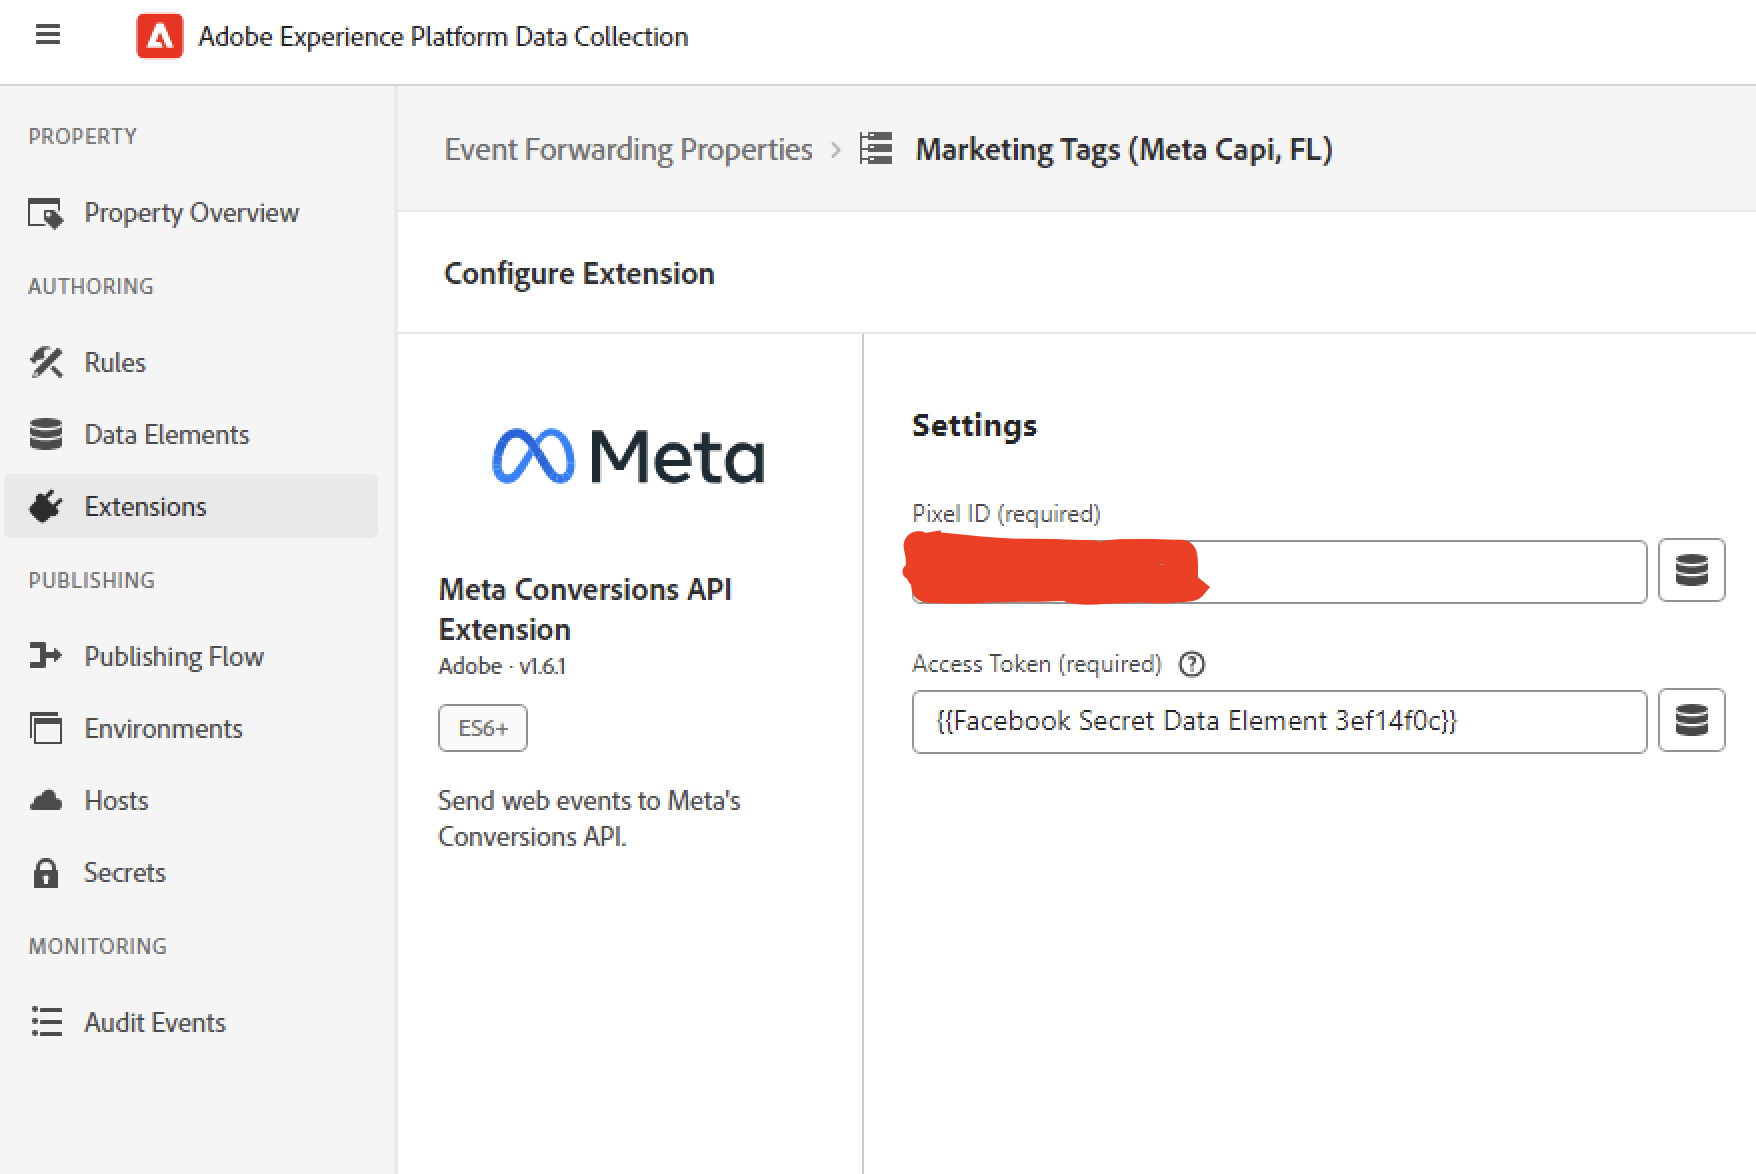 Adobe Experience Platform Data Collection
PROPERTY
Property Overview
AUTHORING
Rules
Data Elements
Extensions
PUBLISHING
Publishing Flow
Environments
Hosts
Secrets
MONITORING
Audit Events
Event Forwarding Properties > Marketing Tags (Meta Capi, FL)
Configure Extension
Meta
Meta Conversions API
Extension
Adobe · v1.6.1
ES6+
Send web events to Meta's
Conversions API.
Settings
Pixel ID (required)
Access Token (required) ?
{{Facebook Secret Data Element 3ef14f0c}}